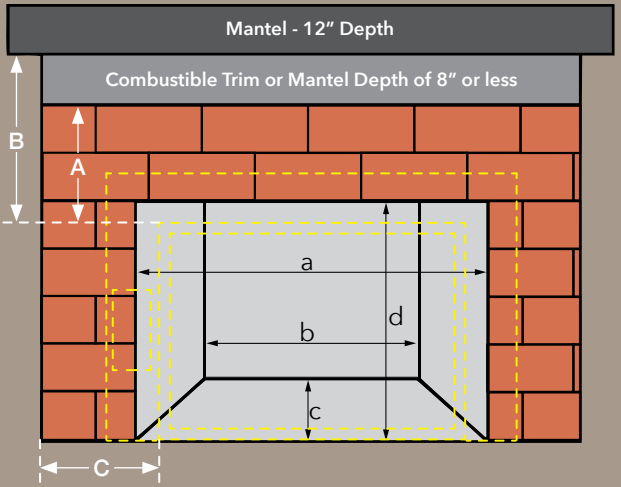 Mantel - 12” Depth
Combustible Trim or Mantel Depth of 8” or less
B
A
a
d
b
c
C